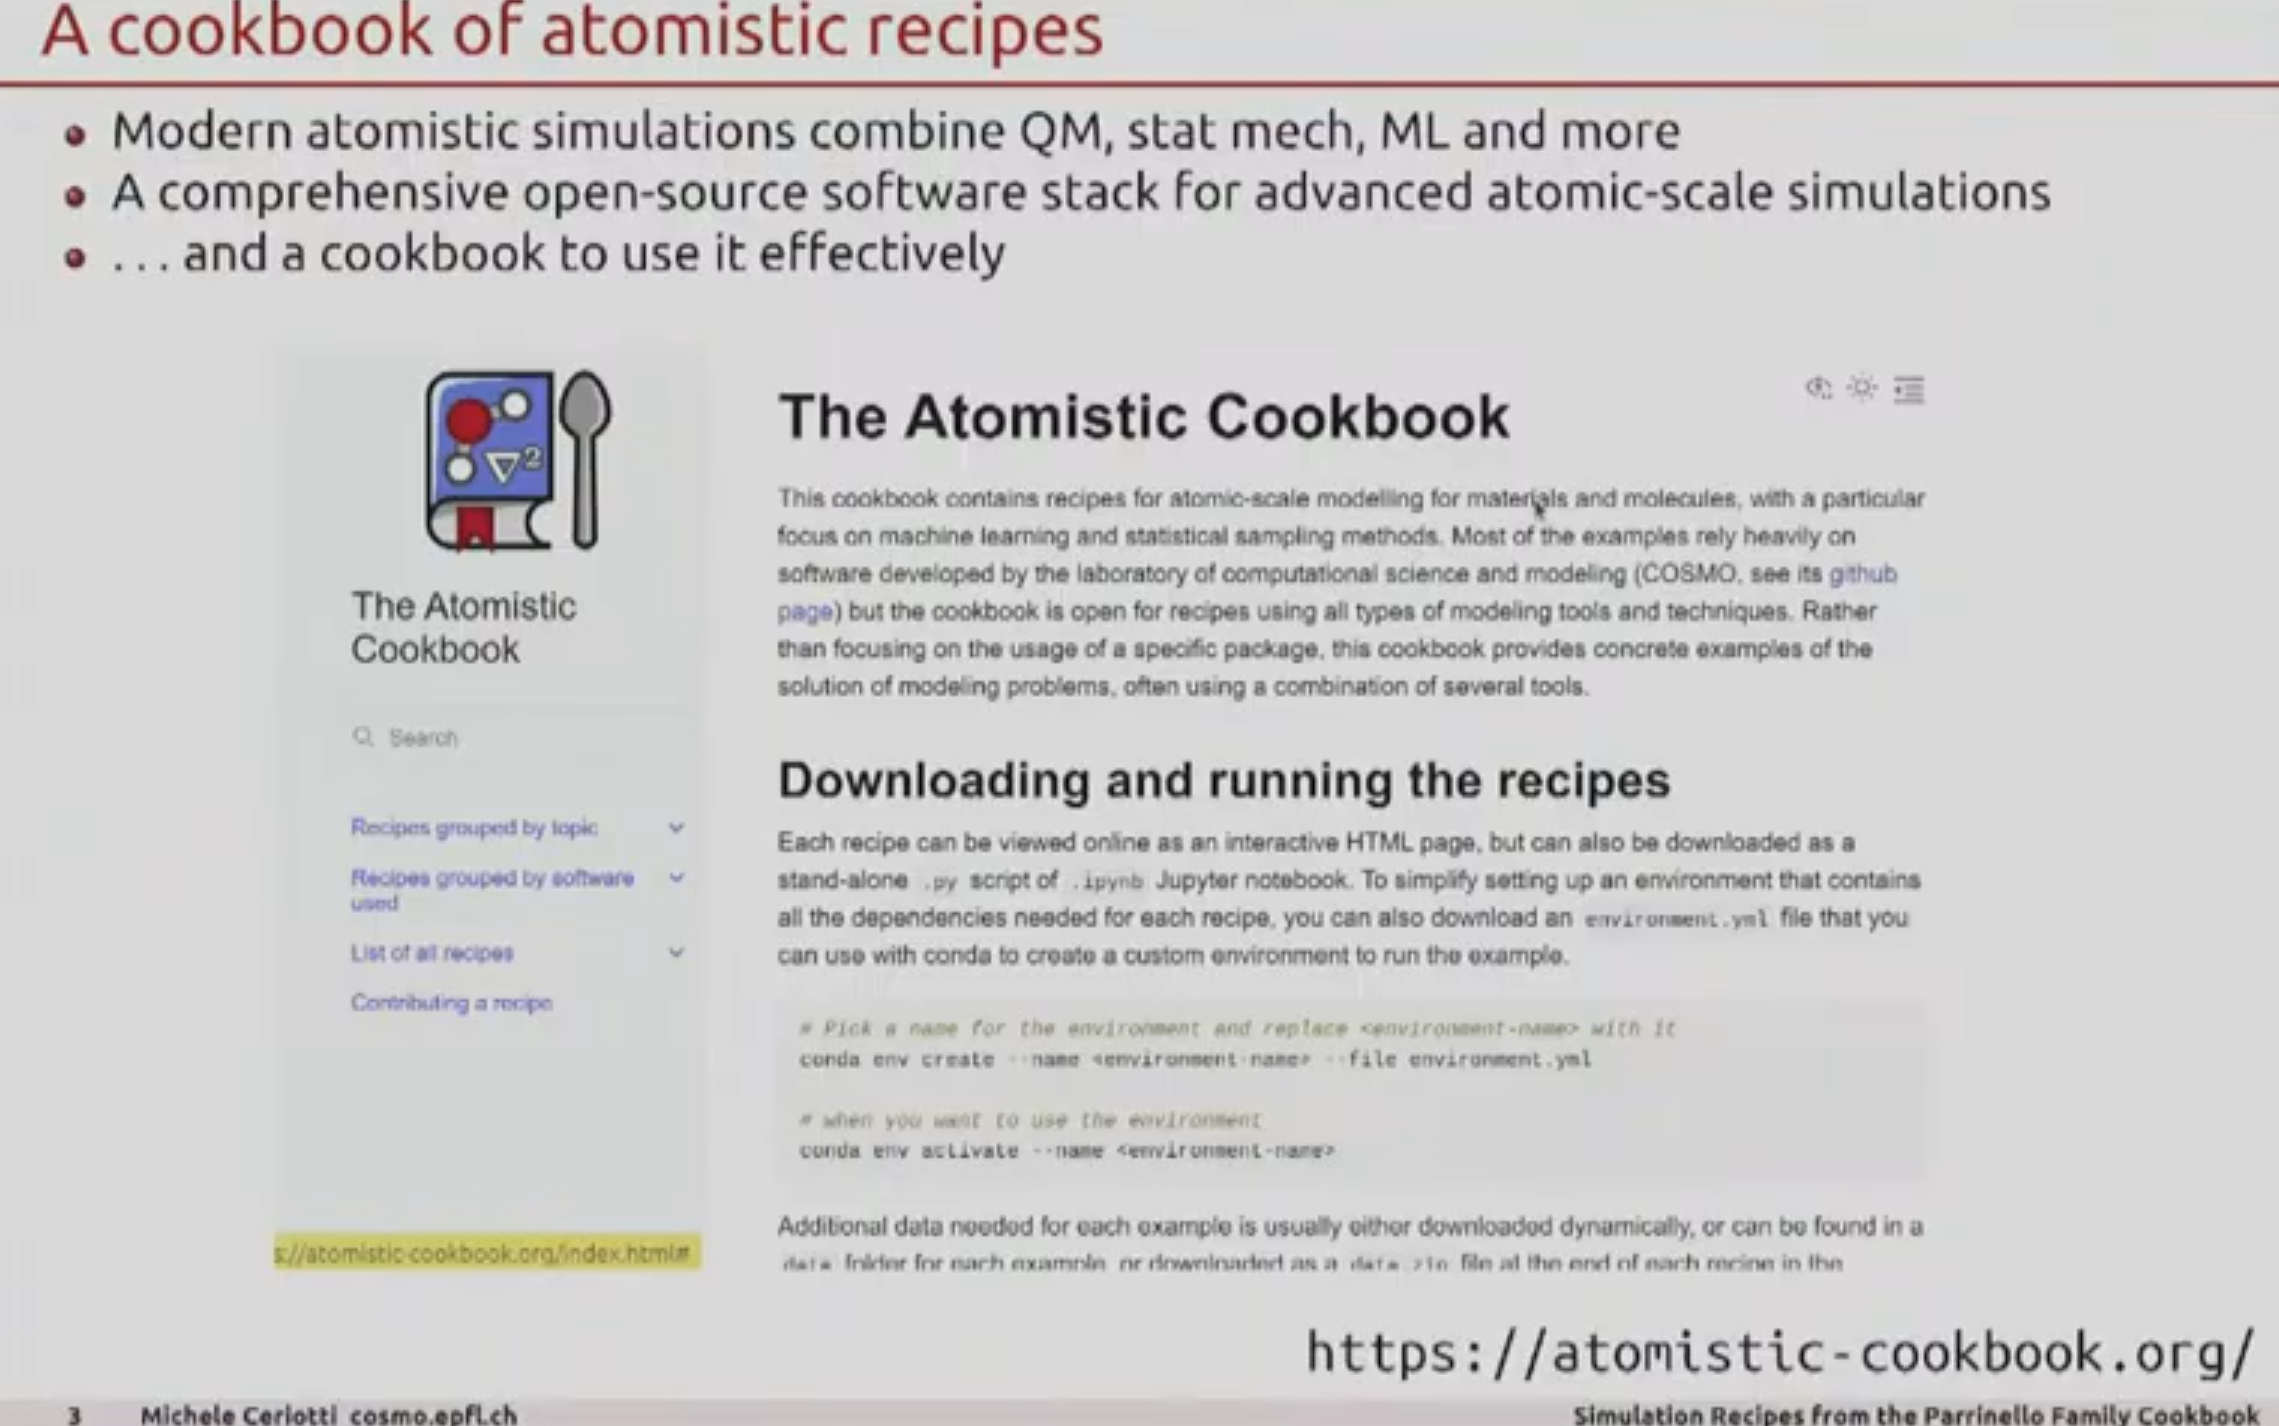 A cookbook of atomistic recipes
• Modern atomistic simulations combine QM, stat mech, ML and more
• A comprehensive open-source software stack for advanced atomic-scale simulations
• ... and a cookbook to use it effectively
∇²
The Atomistic
Cookbook
Search
Recipes grouped by topic
Recipes grouped by software
used
List of all recipes
Contributing a recipe
s://atomistic-cookbook.org/index.html#
The Atomistic Cookbook
This cookbook contains recipes for atomic-scale modelling for materials and molecules, with a particular
focus on machine learning and statistical sampling methods. Most of the examples rely heavily on
software developed by the laboratory of computational science and modeling (COSMO, see its github
page) but the cookbook is open for recipes using all types of modeling tools and techniques. Rather
than focusing on the usage of a specific package, this cookbook provides concrete examples of the
solution of modeling problems, often using a combination of several tools.
Downloading and running the recipes
Each recipe can be viewed online as an interactive HTML page, but can also be downloaded as a
stand-alone .py script of .ipynb Jupyter notebook. To simplify setting up an environment that contains
all the dependencies needed for each recipe, you can also download an environment.yml file that you
can use with conda to create a custom environment to run the example.
# Pick a name for the environment and replace <environment-name> with it
conda env create --name <environment-name> --file environment.yml
# when you want to use the environment
conda env activate --name <environment-name>
Additional data needed for each example is usually either downloaded dynamically, or can be found in a
data folder for each example, or downloaded as a data.zip file at the end of each recipe in the
https://atomistic-cookbook.org/
3 Michele Ceriotti cosmo.epfl.ch
Simulation Recipes from the Parrinello Family Cookbook